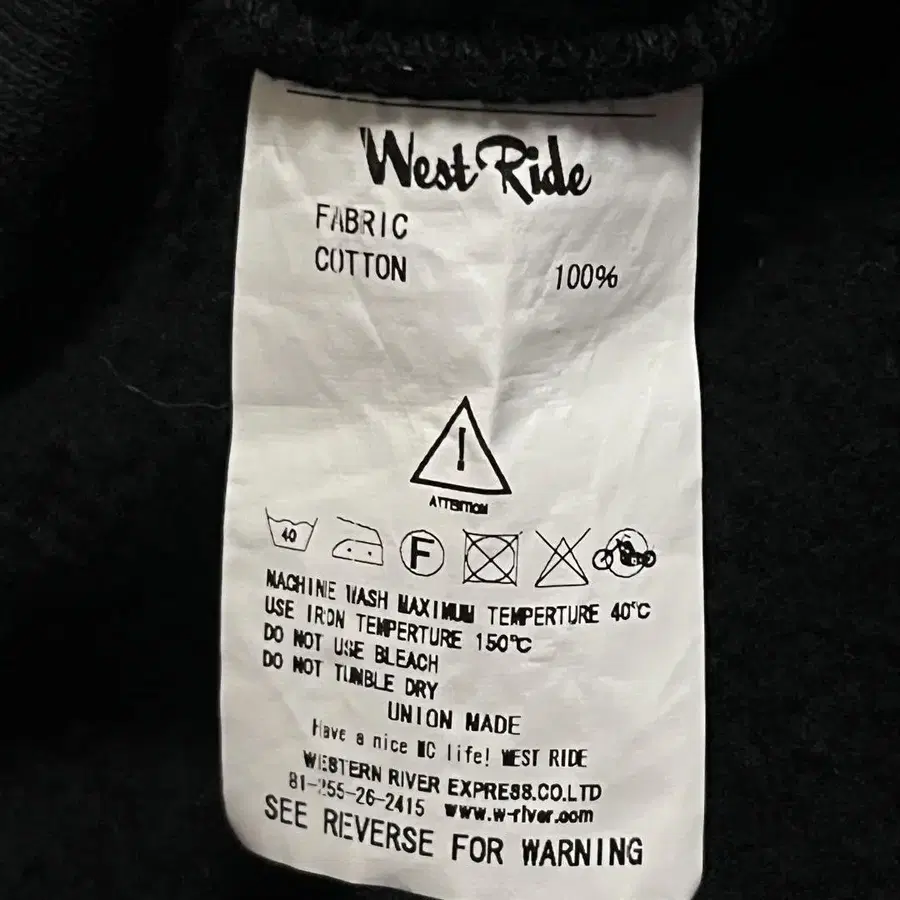 West Ride
FABRIC
COTTON 100%
ATTENTION
40
F
MACHINE WASH MAXIMUM TEMPERTURE 40℃
USE IRON TEMPERTURE 150℃
DO NOT USE BLEACH
DO NOT TUMBLE DRY
UNION MADE
Have a nice MC life! WEST RIDE
WESTERN RIVER EXPRESS.CO.LTD
81-255-26-2415 www.w-river.com
SEE REVERSE FOR WARNING